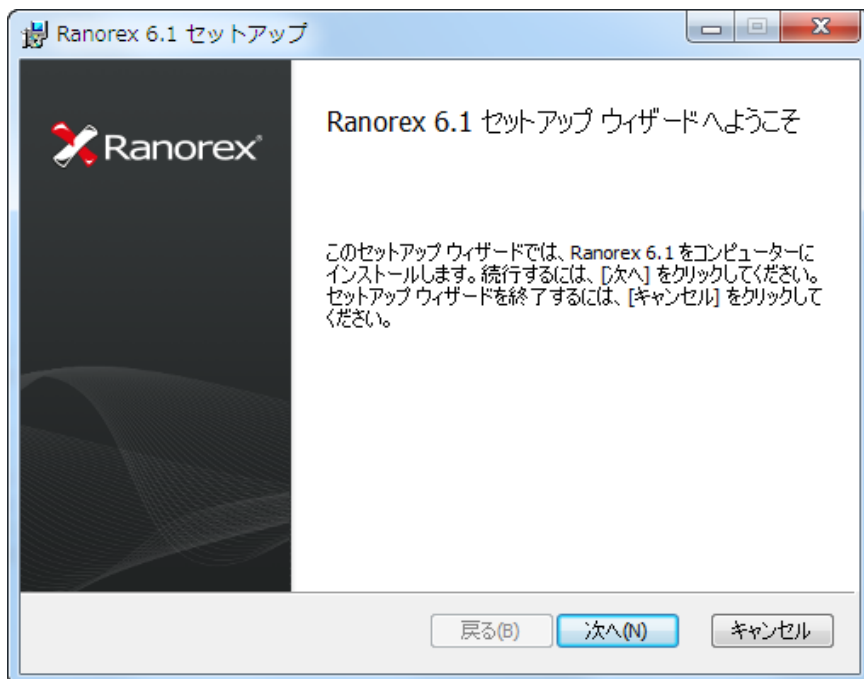 Ranorex 6.1 セットアップ
Ranorex
Ranorex 6.1 セットアップ ウィザードへようこそ
このセットアップ ウィザードでは、Ranorex 6.1 をコンピューターに
インストールします。続行するには、[次へ] をクリックしてください。
セットアップ ウィザードを終了するには、[キャンセル] をクリックして
ください。
戻る(B)
次へ(N)
キャンセル